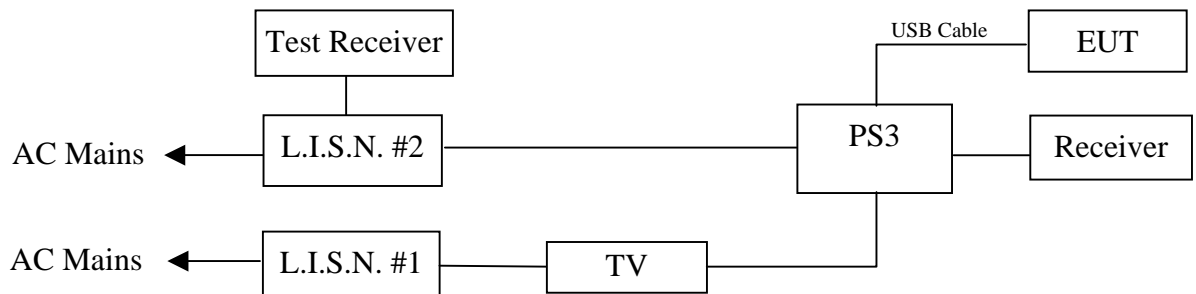 USB Cable
Test Receiver
EUT
PS3
L.I.S.N. #2
AC Mains
Receiver
AC Mains
L.I.S.N. #1
TV